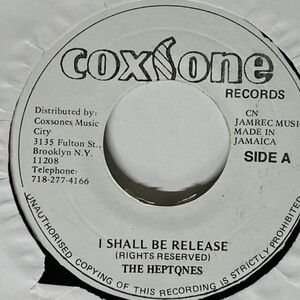 coxsone
RECORDS
Distributed by:
Coxsones Music
City
3135 Fulton St.,
Brooklyn N.Y.
11208
Telephone:
718-277-4166
CN
JAMREC MUSIC
MADE IN
JAMAICA
SIDE A
I SHALL BE RELEASE
(RIGHTS RESERVED)
THE HEPTONES
UNAUTHORISED COPYING OF THIS RECORDING IS STRICTLY